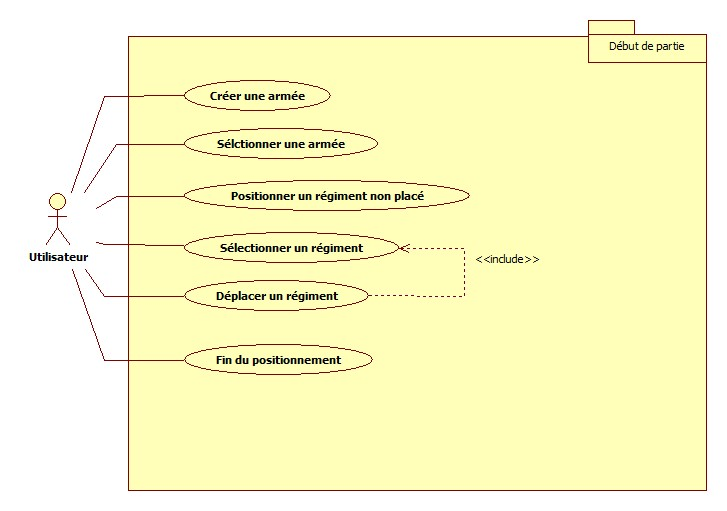 Début de partie
Créer une armée
Sélctionner une armée
Positionner un régiment non placé
Sélectionner un régiment
Utilisateur
<<include>>
Déplacer un régiment
Fin du positionnement